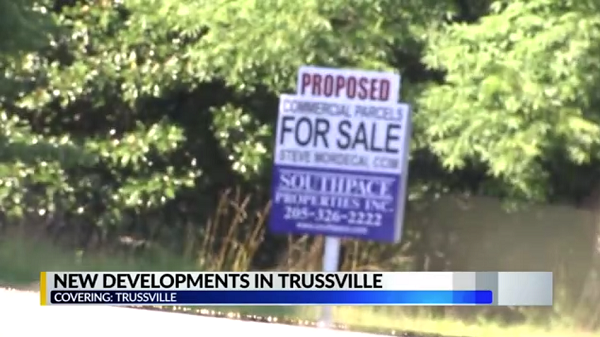 PROPOSED
COMMERCIAL PARCELS
FOR SALE
STEVE MORDECAI, CCIM
SOUTHPACE
PROPERTIES INC.
205-326-2222
NEW DEVELOPMENTS IN TRUSSVILLE
COVERING: TRUSSVILLE